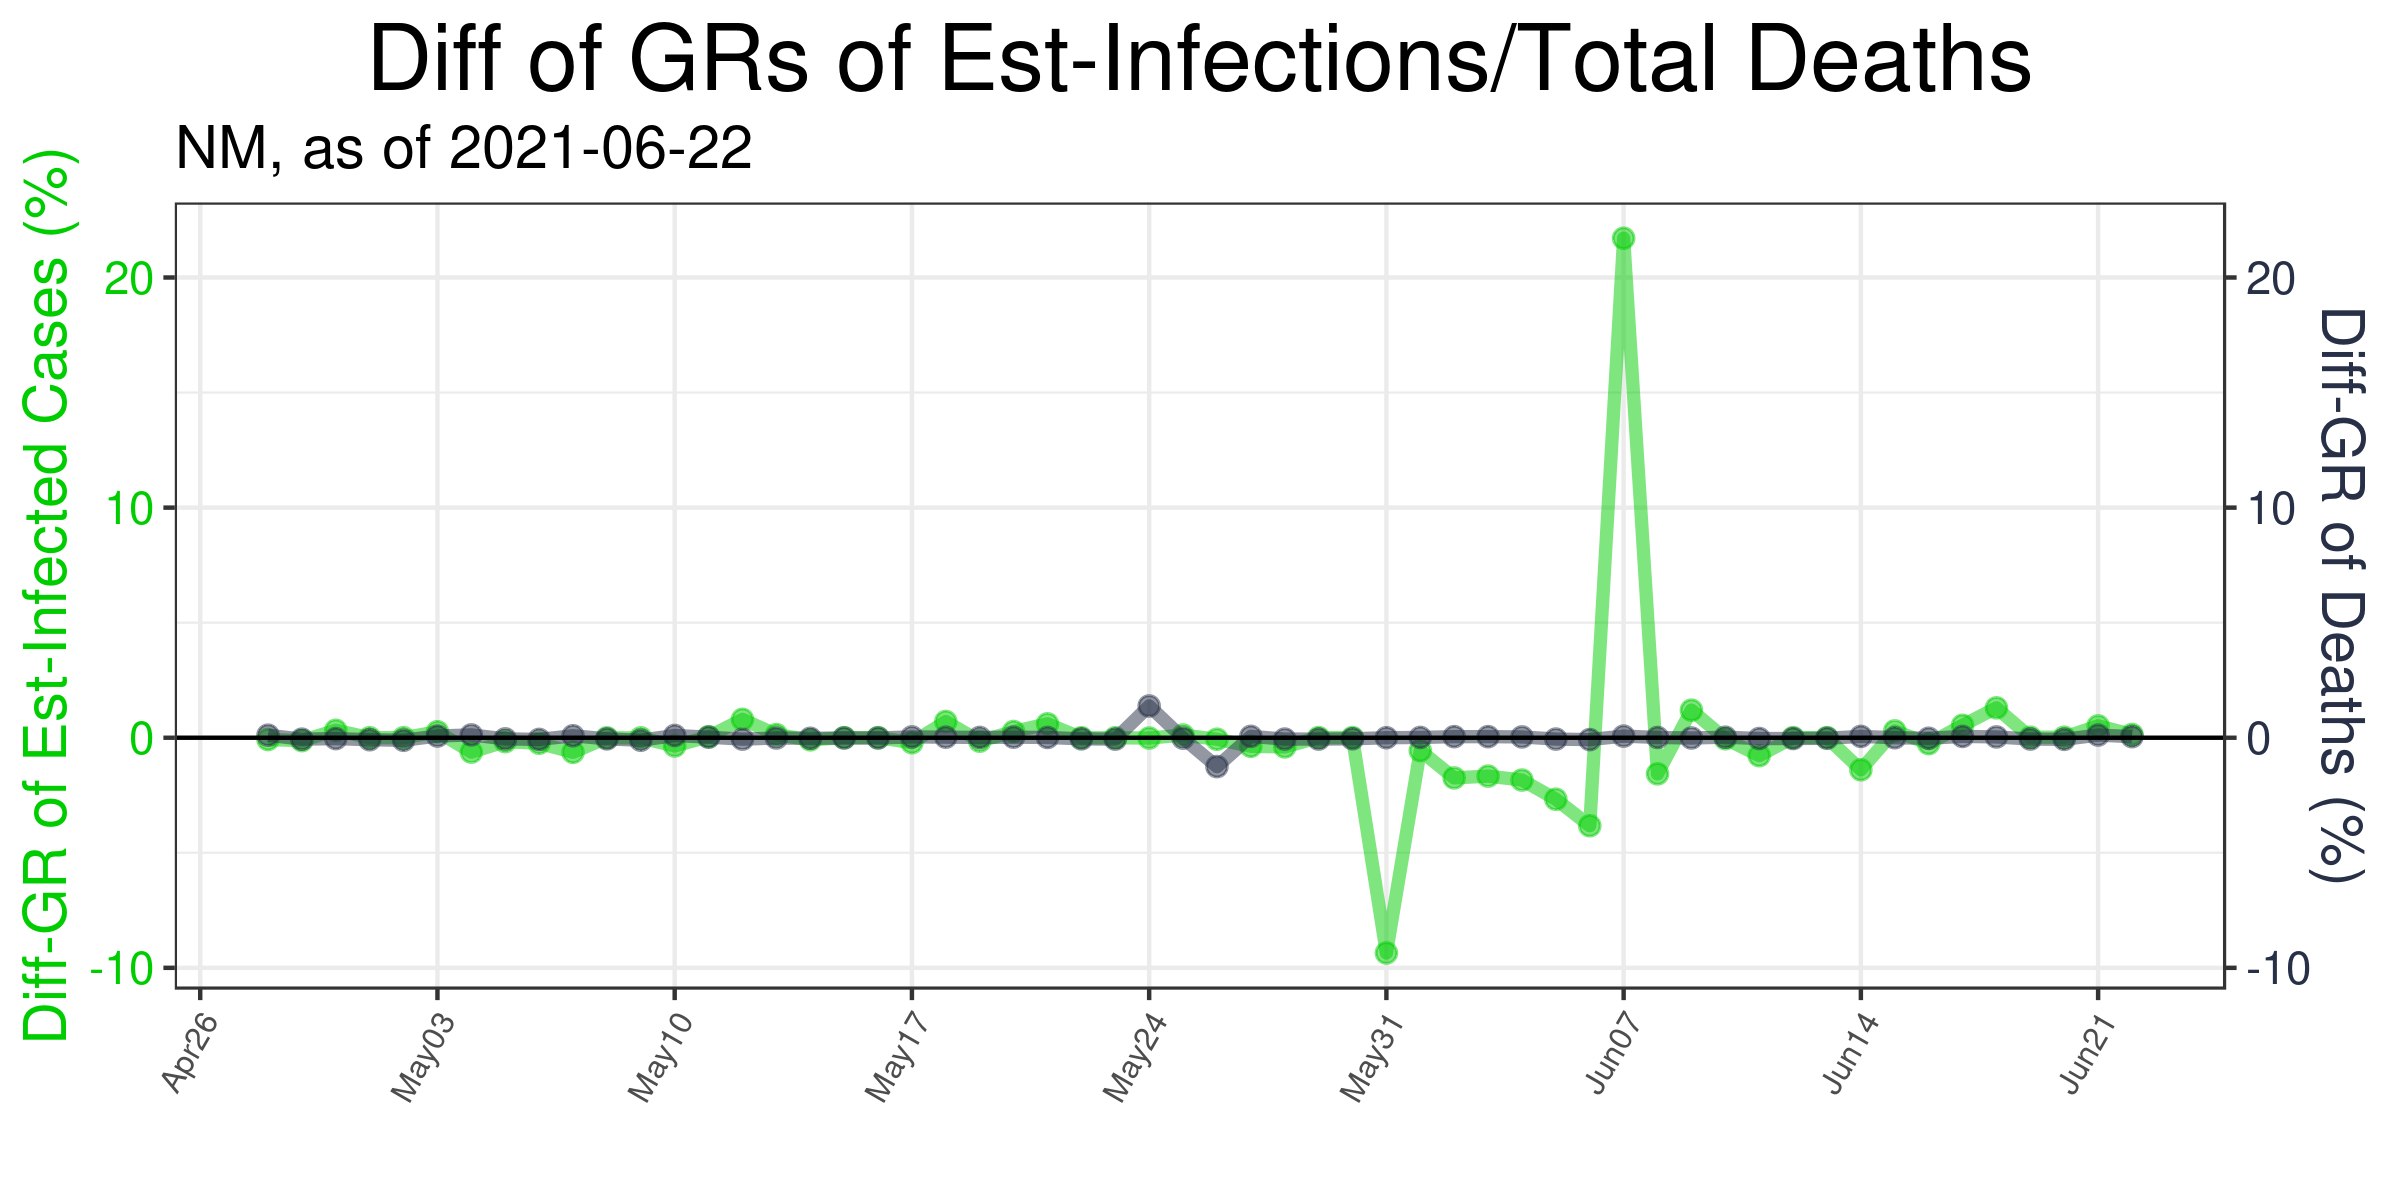 Diff of GRs of Est-Infections/Total Deaths
NM, as of 2021-06-22
Diff-GR of Est-Infected Cases (%)
20
10
0
-10
20
10
0
-10
Diff-GR of Deaths (%)
Apr26
May03
May10
May17
May24
May31
Jun07
Jun14
Jun21